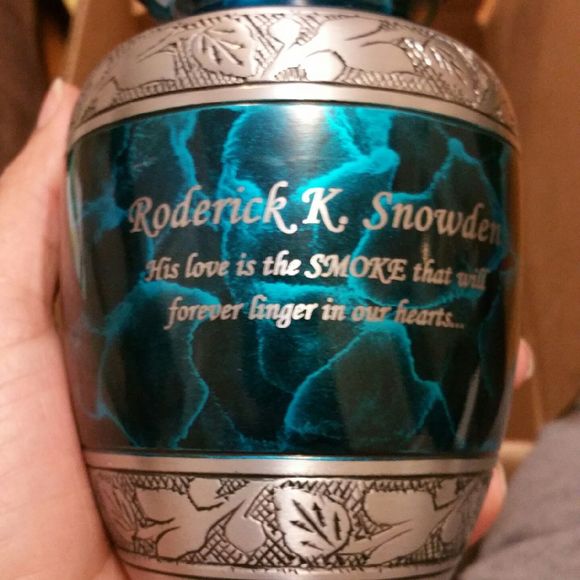 Roderick K. Snowden
His love is the SMOKE that will
forever linger in our hearts...